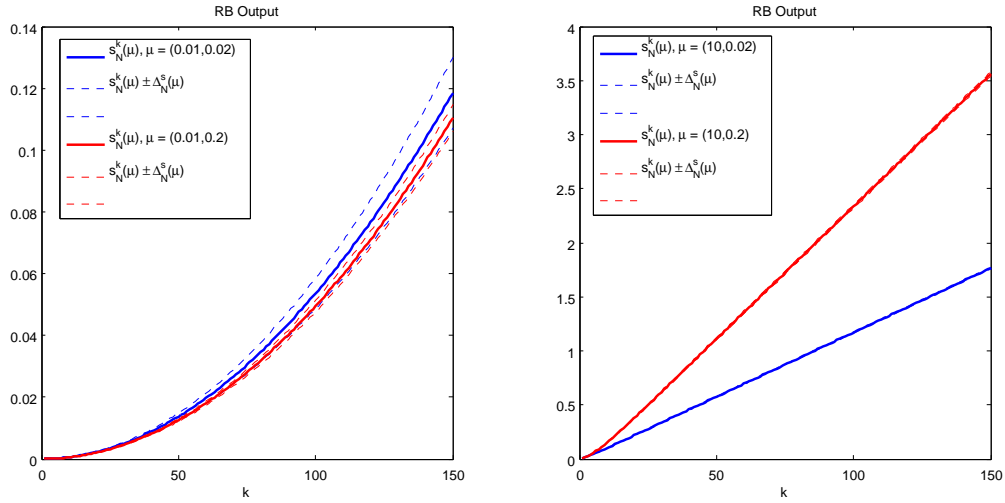 RB Output
0.14
0.12
0.1
0.08
0.06
0.04
0.02
0
0
50
100
150
k
s_N^k(μ), μ = (0.01,0.02)
s_N^k(μ) ± Δ_N^s(μ)
s_N^k(μ), μ = (0.01,0.2)
s_N^k(μ) ± Δ_N^s(μ)
RB Output
4
3.5
3
2.5
2
1.5
1
0.5
0
0
50
100
150
k
s_N^k(μ), μ = (10,0.02)
s_N^k(μ) ± Δ_N^s(μ)
s_N^k(μ), μ = (10,0.2)
s_N^k(μ) ± Δ_N^s(μ)